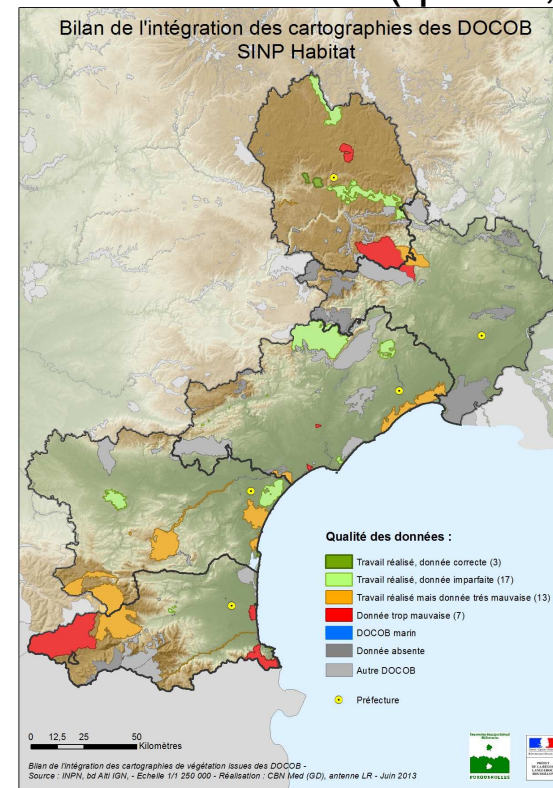 Bilan de l'intégration des cartographies des DOCOB
SINP Habitat
Qualité des données :
Travail réalisé, donnée correcte (3)
Travail réalisé, donnée imparfaite (17)
Travail réalisé mais donnée trés mauvaise (13)
Donnée trop mauvaise (7)
DOCOB marin
Donnée absente
Autre DOCOB
Préfecture
0 12,5 25 50
Kilomètres
Bilan de l'intégration des cartographies de végétation issues des DOCOB -
Source : INPN, bd Alti IGN, - Echelle 1/1 250 000 - Réalisation : CBN Med (GD), antenne LR - Juin 2013